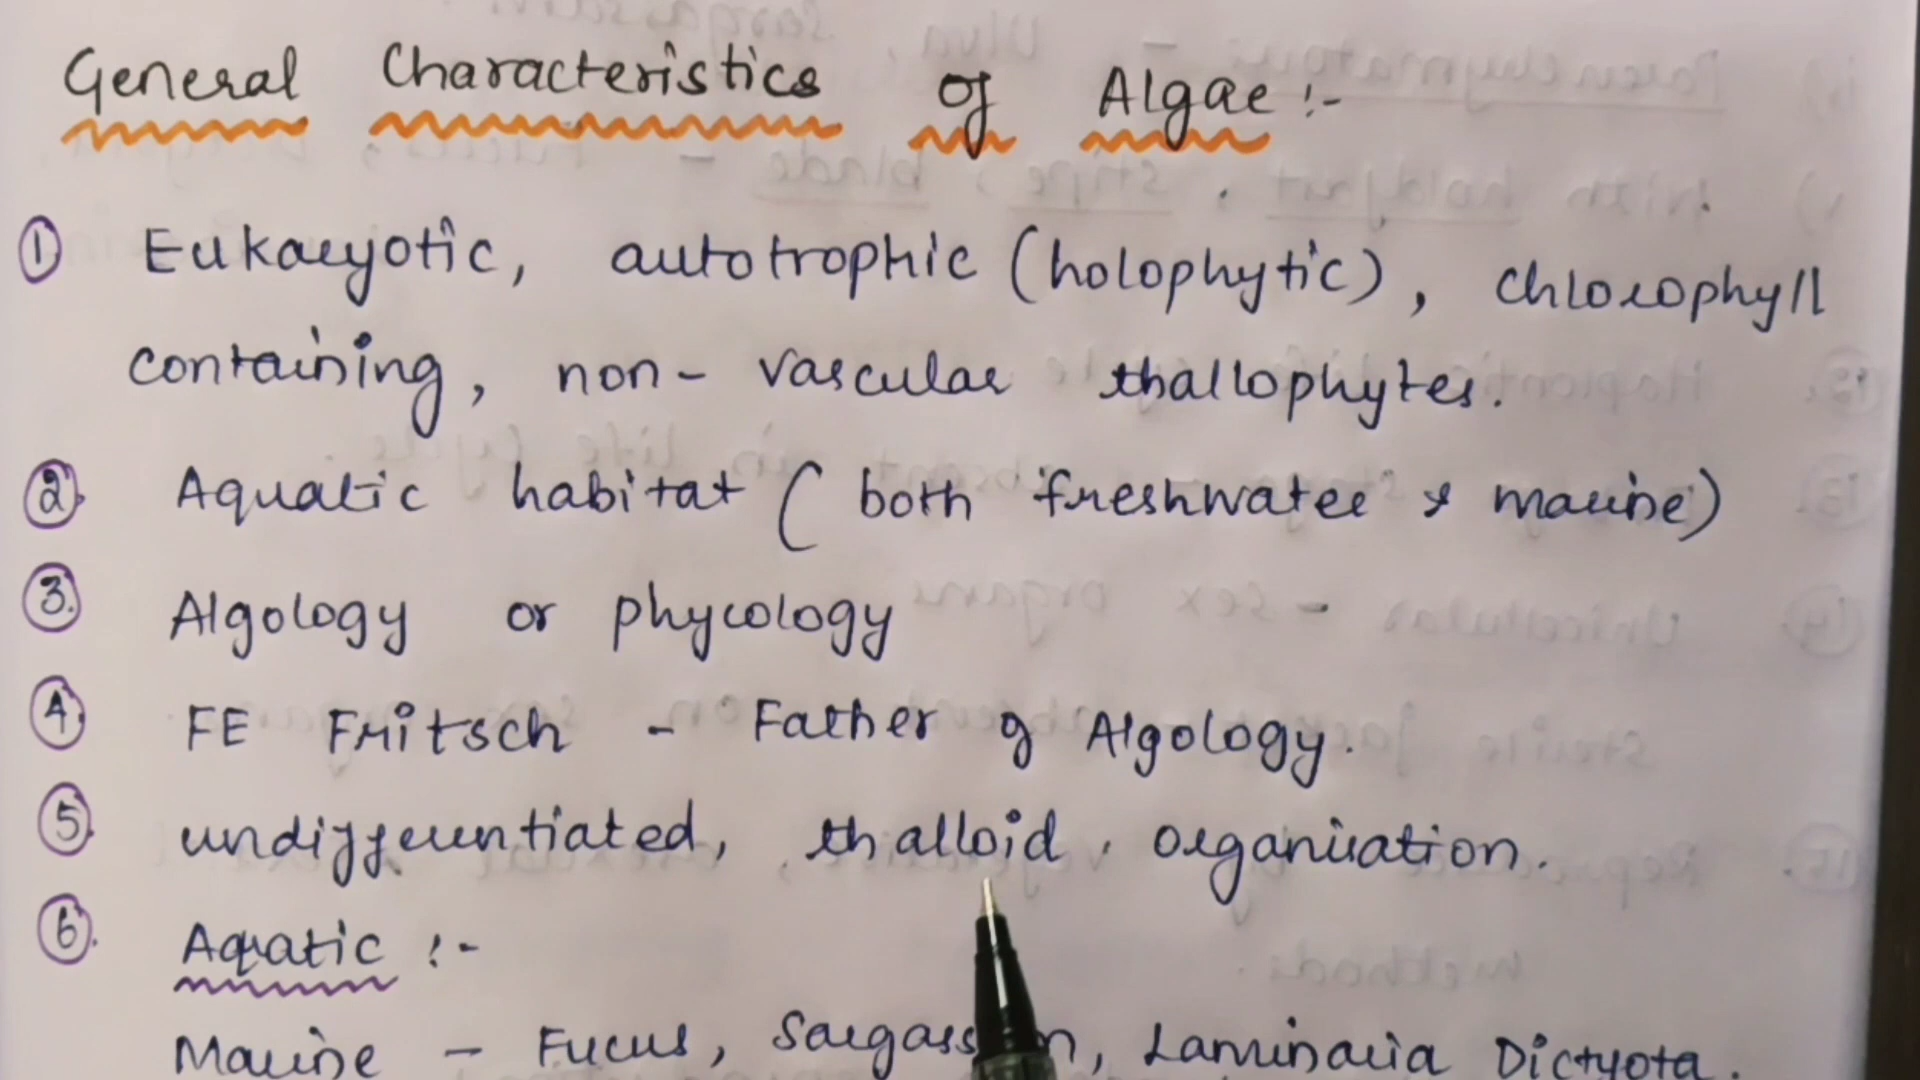 General Characteristics of Algae :-
① Eukaryotic, autotrophic (holophytic), chlorophyll
containing, non-vascular thallophytes.
② Aquatic habitat (both freshwater & marine)
③ Algology or phycology
④ FE Fritsch - Father of Algology.
⑤ undifferentiated, thalloid, organisation.
⑥ Aquatic :-
Marine - Fucus, Laminaria Dictyota.